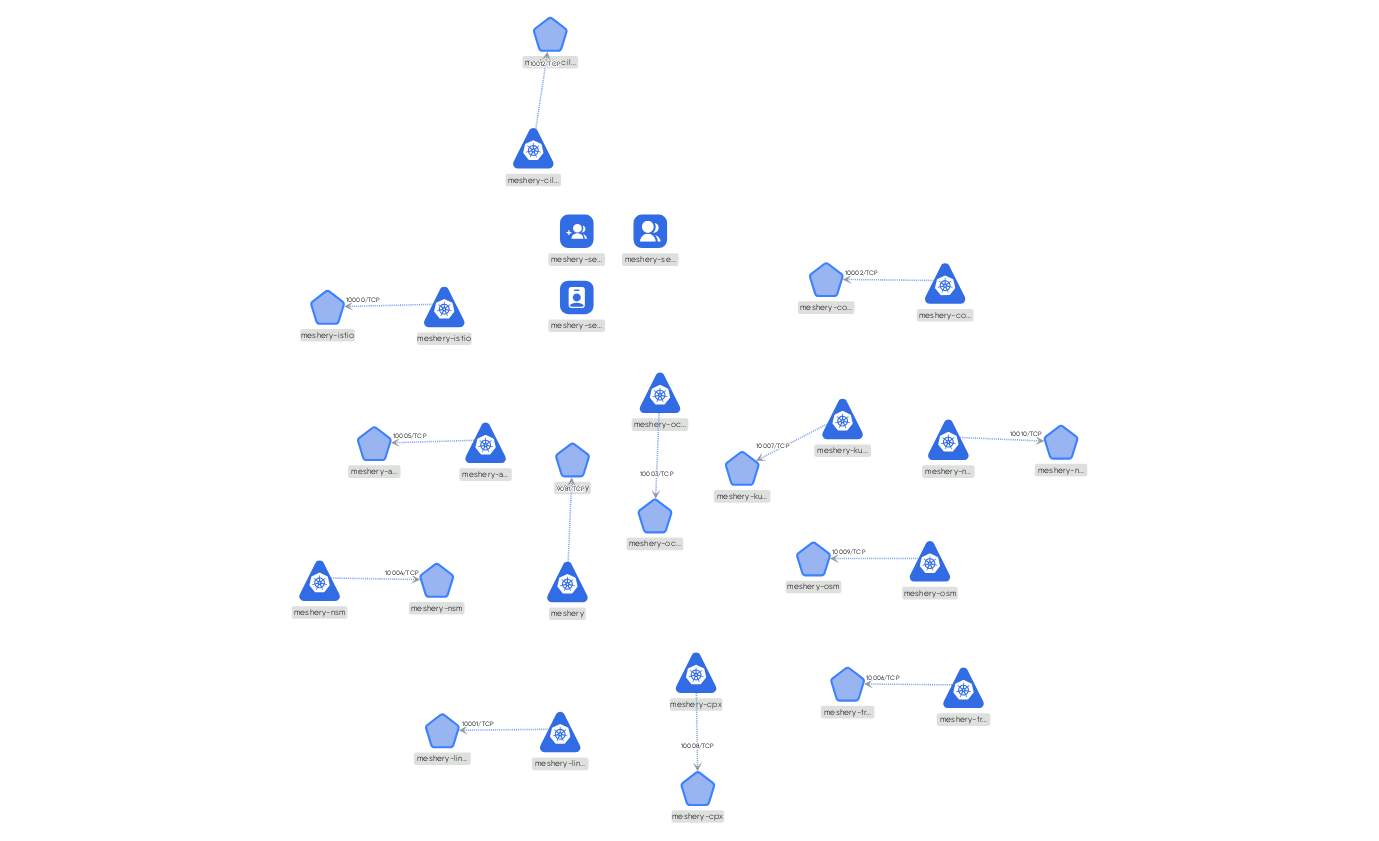 10012/TCP
meshery-cil...
meshery-se...
meshery-se...
meshery-se...
10002/TCP
meshery-co...
meshery-co...
10000/TCP
meshery-istio
meshery-istio
meshery-oc...
10003/TCP
meshery-oc...
10005/TCP
meshery-a...
meshery-a...
9081/TCP
10007/TCP
meshery-ku...
meshery-ku...
10010/TCP
meshery-n...
meshery-n...
10009/TCP
meshery-osm
meshery-osm
10004/TCP
meshery-nsm
meshery-nsm
meshery
meshery-cpx
10008/TCP
meshery-cpx
10006/TCP
meshery-tr...
meshery-tr...
10001/TCP
meshery-lin...
meshery-lin...